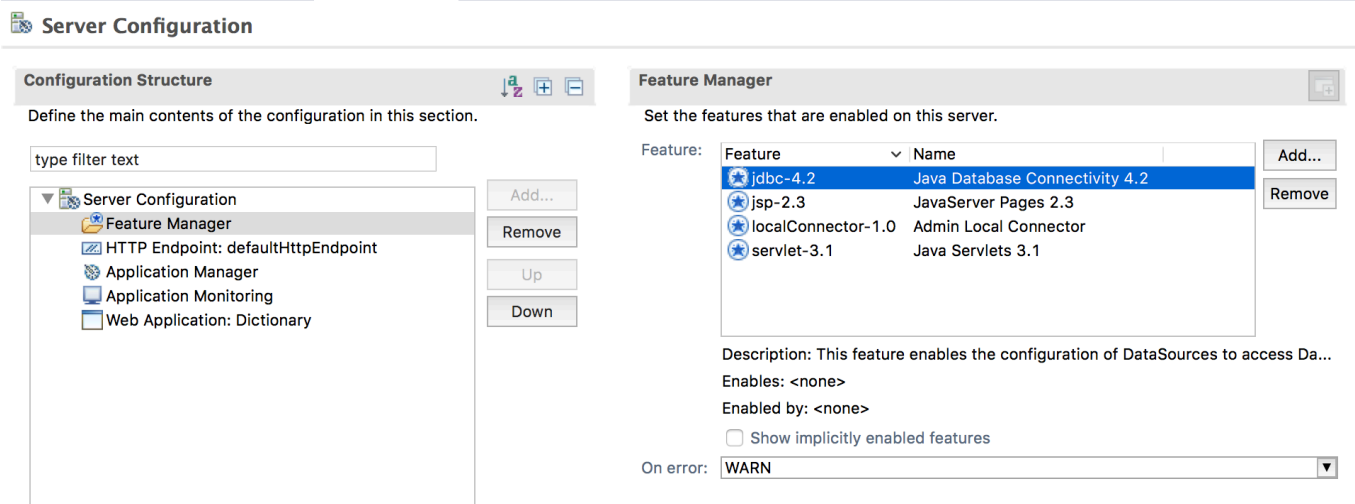 Server Configuration
Configuration Structure
Define the main contents of the configuration in this section.
type filter text
Server Configuration
Feature Manager
HTTP Endpoint: defaultHttpEndpoint
Application Manager
Application Monitoring
Web Application: Dictionary
Add...
Remove
Up
Down
Feature Manager
Set the features that are enabled on this server.
Feature:
Feature Name
jdbc-4.2 Java Database Connectivity 4.2
jsp-2.3 JavaServer Pages 2.3
localConnector-1.0 Admin Local Connector
servlet-3.1 Java Servlets 3.1
Add...
Remove
Description: This feature enables the configuration of DataSources to access Da...
Enables: <none>
Enabled by: <none>
Show implicitly enabled features
On error: WARN